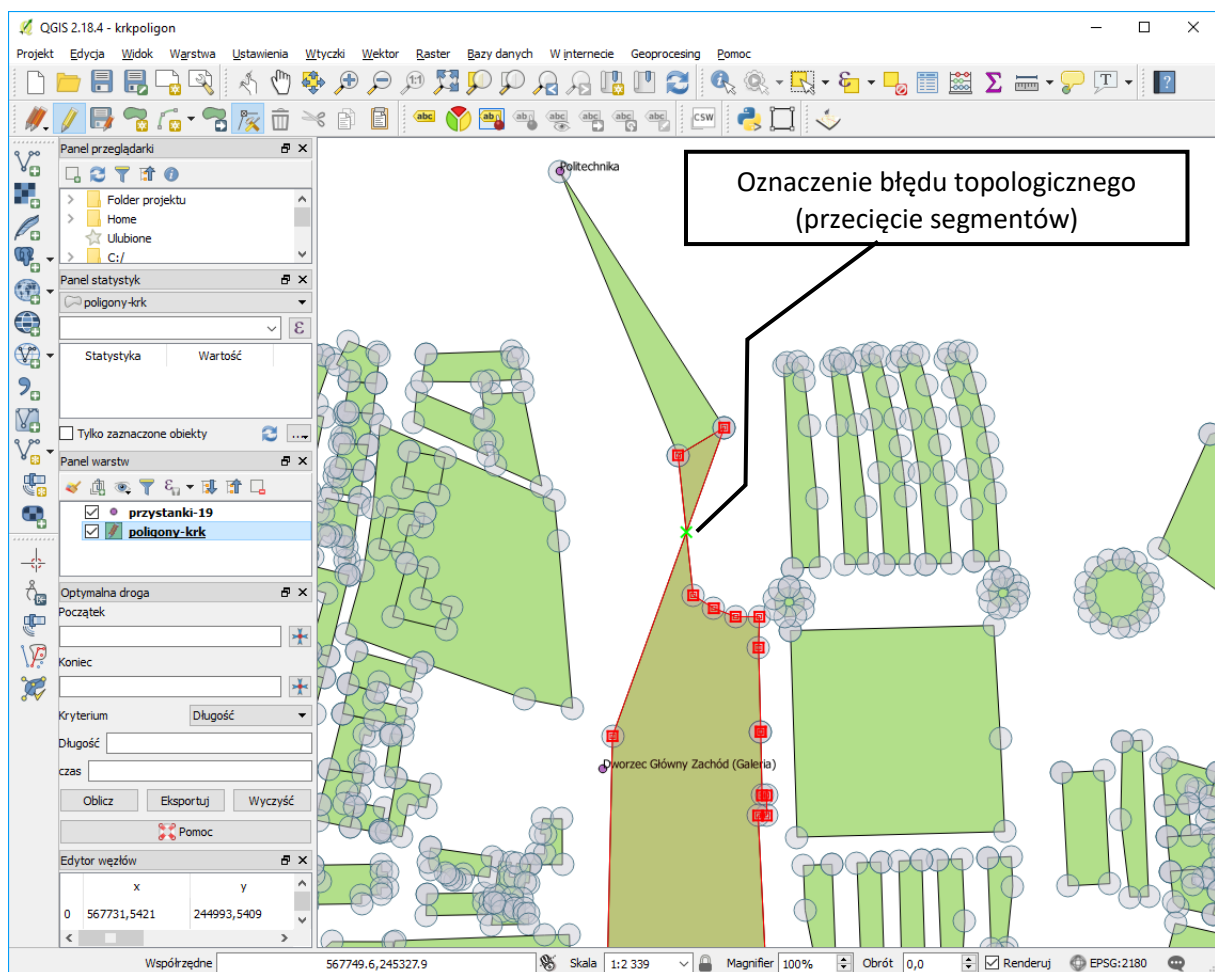 QGIS 2.18.4 - krkpoligon
Projekt Edycja Widok Warstwa Ustawienia Wtyczki Wektor Raster Bazy danych W internecie Geoprocesing Pomoc
Panel przeglądarki
Folder projektu
Home
Ulubione
C:/
Panel statystyk
poligony-krk
Statystyka Wartość
Tylko zaznaczone obiekty
Panel warstw
przystanki-19
poligony-krk
Optymalna droga
Początek
Koniec
Kryterium Długość
Długość
czas
Oblicz Eksportuj Wyczyść
Pomoc
Edytor węzłów
x y
0 567731,5421 244993,5409
Politechnika
Oznaczenie błędu topologicznego
(przecięcie segmentów)
Dworzec Główny Zachód (Galeria)
Współrzędne 567749.6,245327.9 Skala 1:2 339 Magnifier 100% Obrót 0,0 Renderuj EPSG:2180